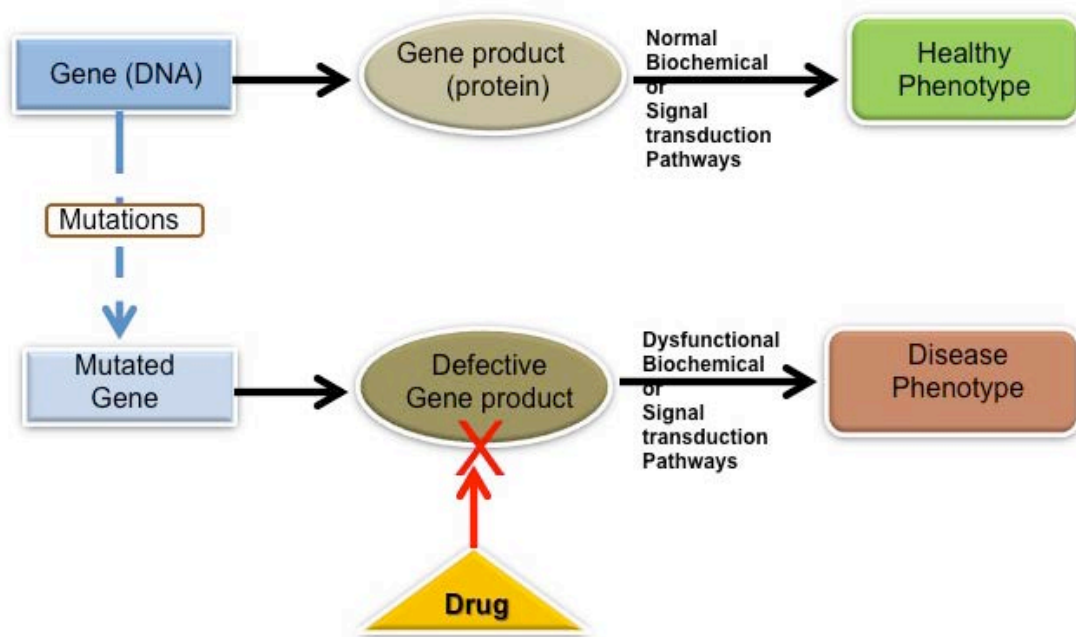 Gene (DNA)
Gene product
(protein)
Normal
Biochemical
or
Signal
transduction
Pathways
Healthy
Phenotype
Mutations
Mutated
Gene
Defective
Gene product
Dysfunctional
Biochemical
or
Signal
transduction
Pathways
Disease
Phenotype
Drug